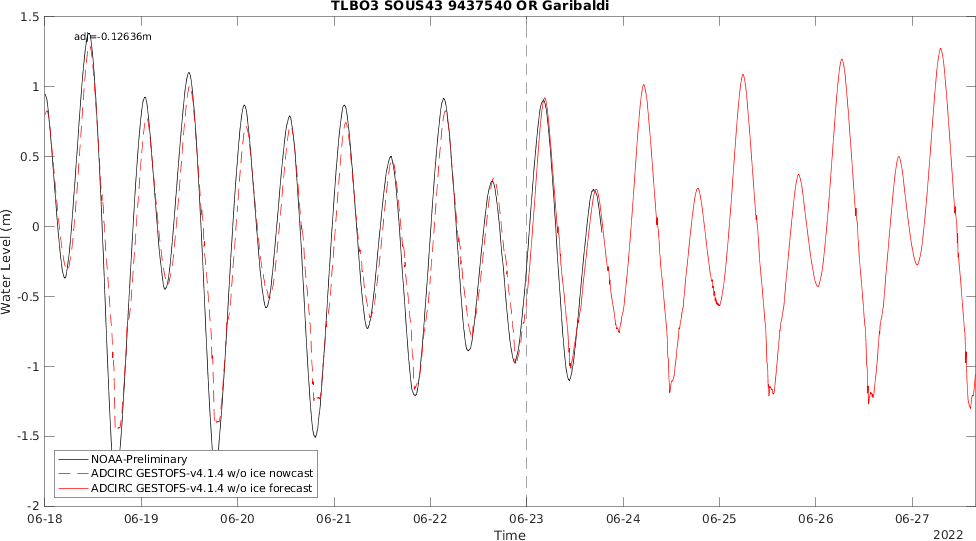 TLBO3 SOUS43 9437540 OR Garibaldi
adj=-0.12636m
1.5
1
0.5
0
-0.5
-1
-1.5
-2
Water Level (m)
NOAA-Preliminary
ADCIRC GESTOFS-v4.1.4 w/o ice nowcast
ADCIRC GESTOFS-v4.1.4 w/o ice forecast
06-18 06-19 06-20 06-21 06-22 06-23 06-24 06-25 06-26 06-27
Time
2022